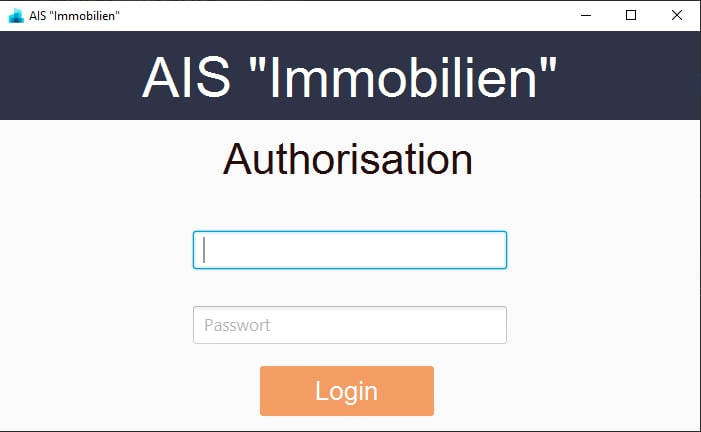 AIS "Immobilien"
AIS "Immobilien"
Authorisation
Passwort
Login